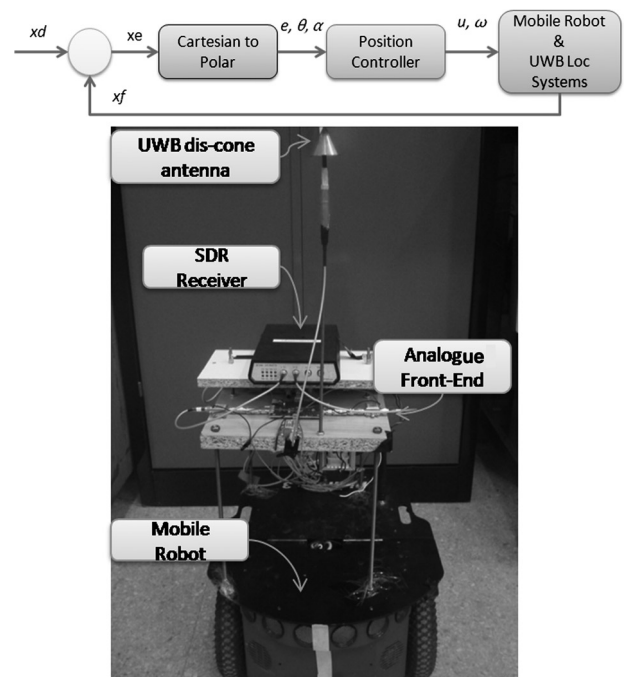 xd
xe
Cartesian to
Polar
e, θ, α
Position
Controller
u, ω
Mobile Robot
&
UWB Loc
Systems
xf
UWB dis-cone
antenna
SDR
Receiver
Analogue
Front-End
Mobile
Robot